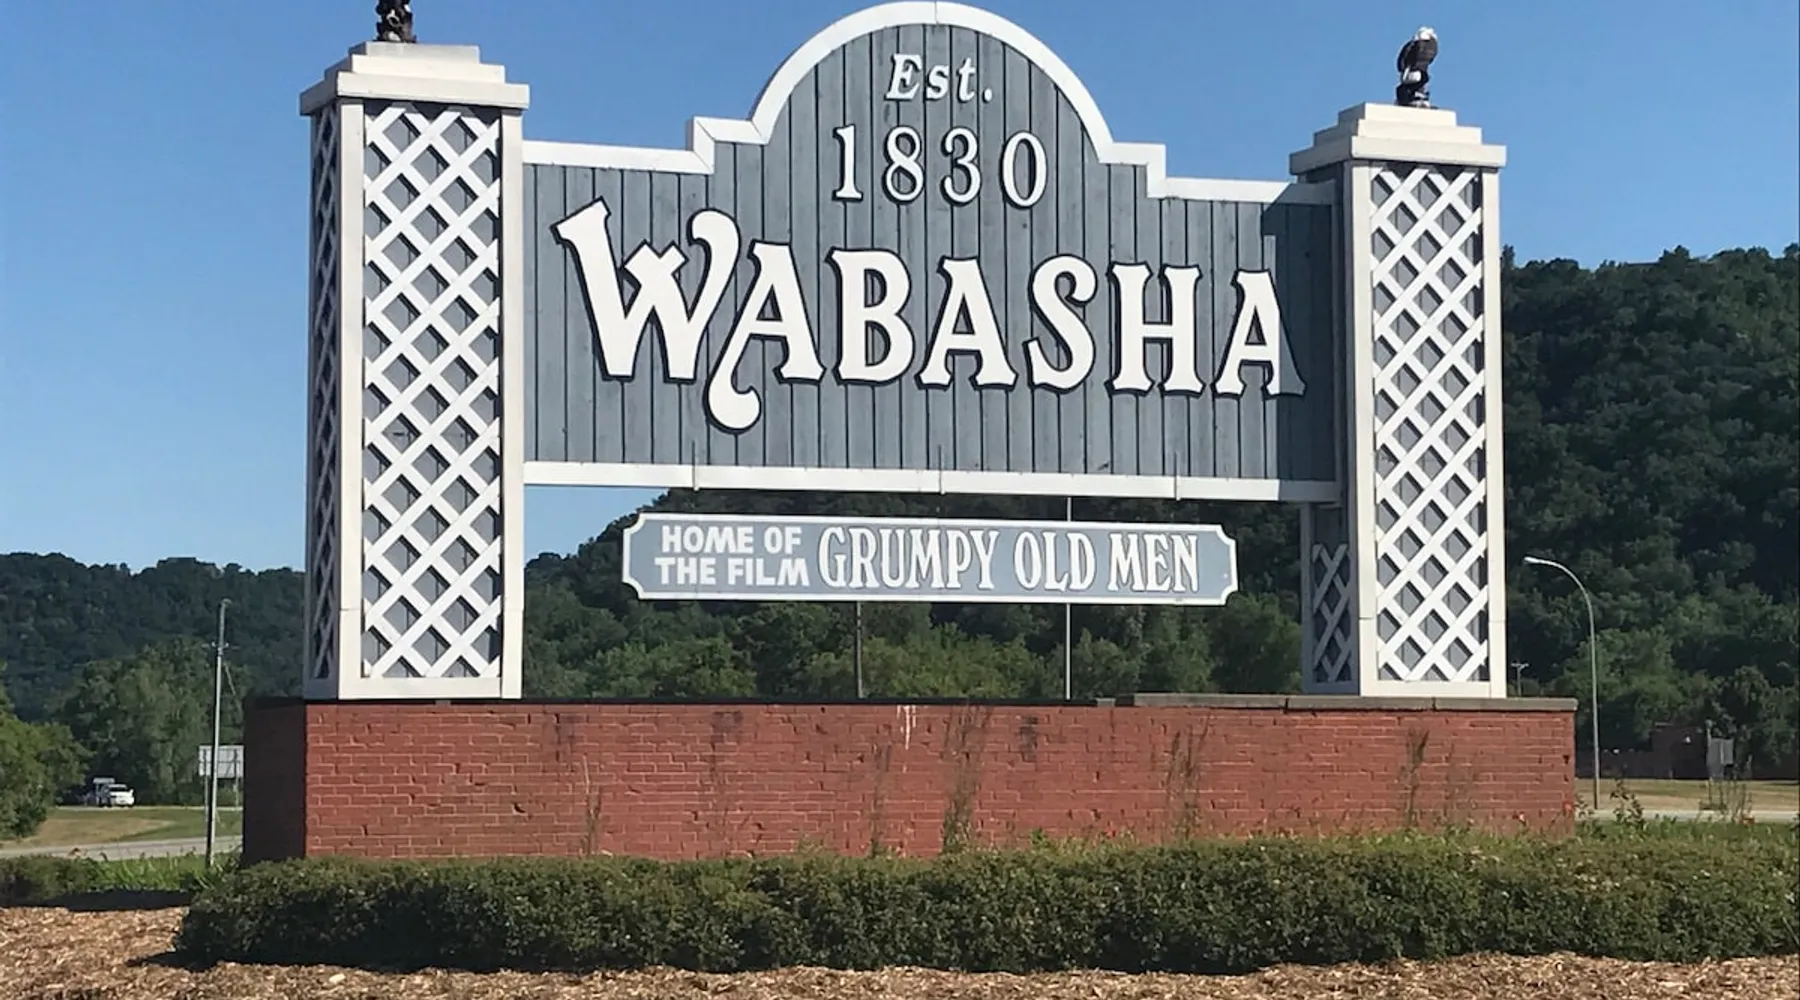 Est.
1830
WABASHA
HOME OF
THE FILM
GRUMPY OLD MEN